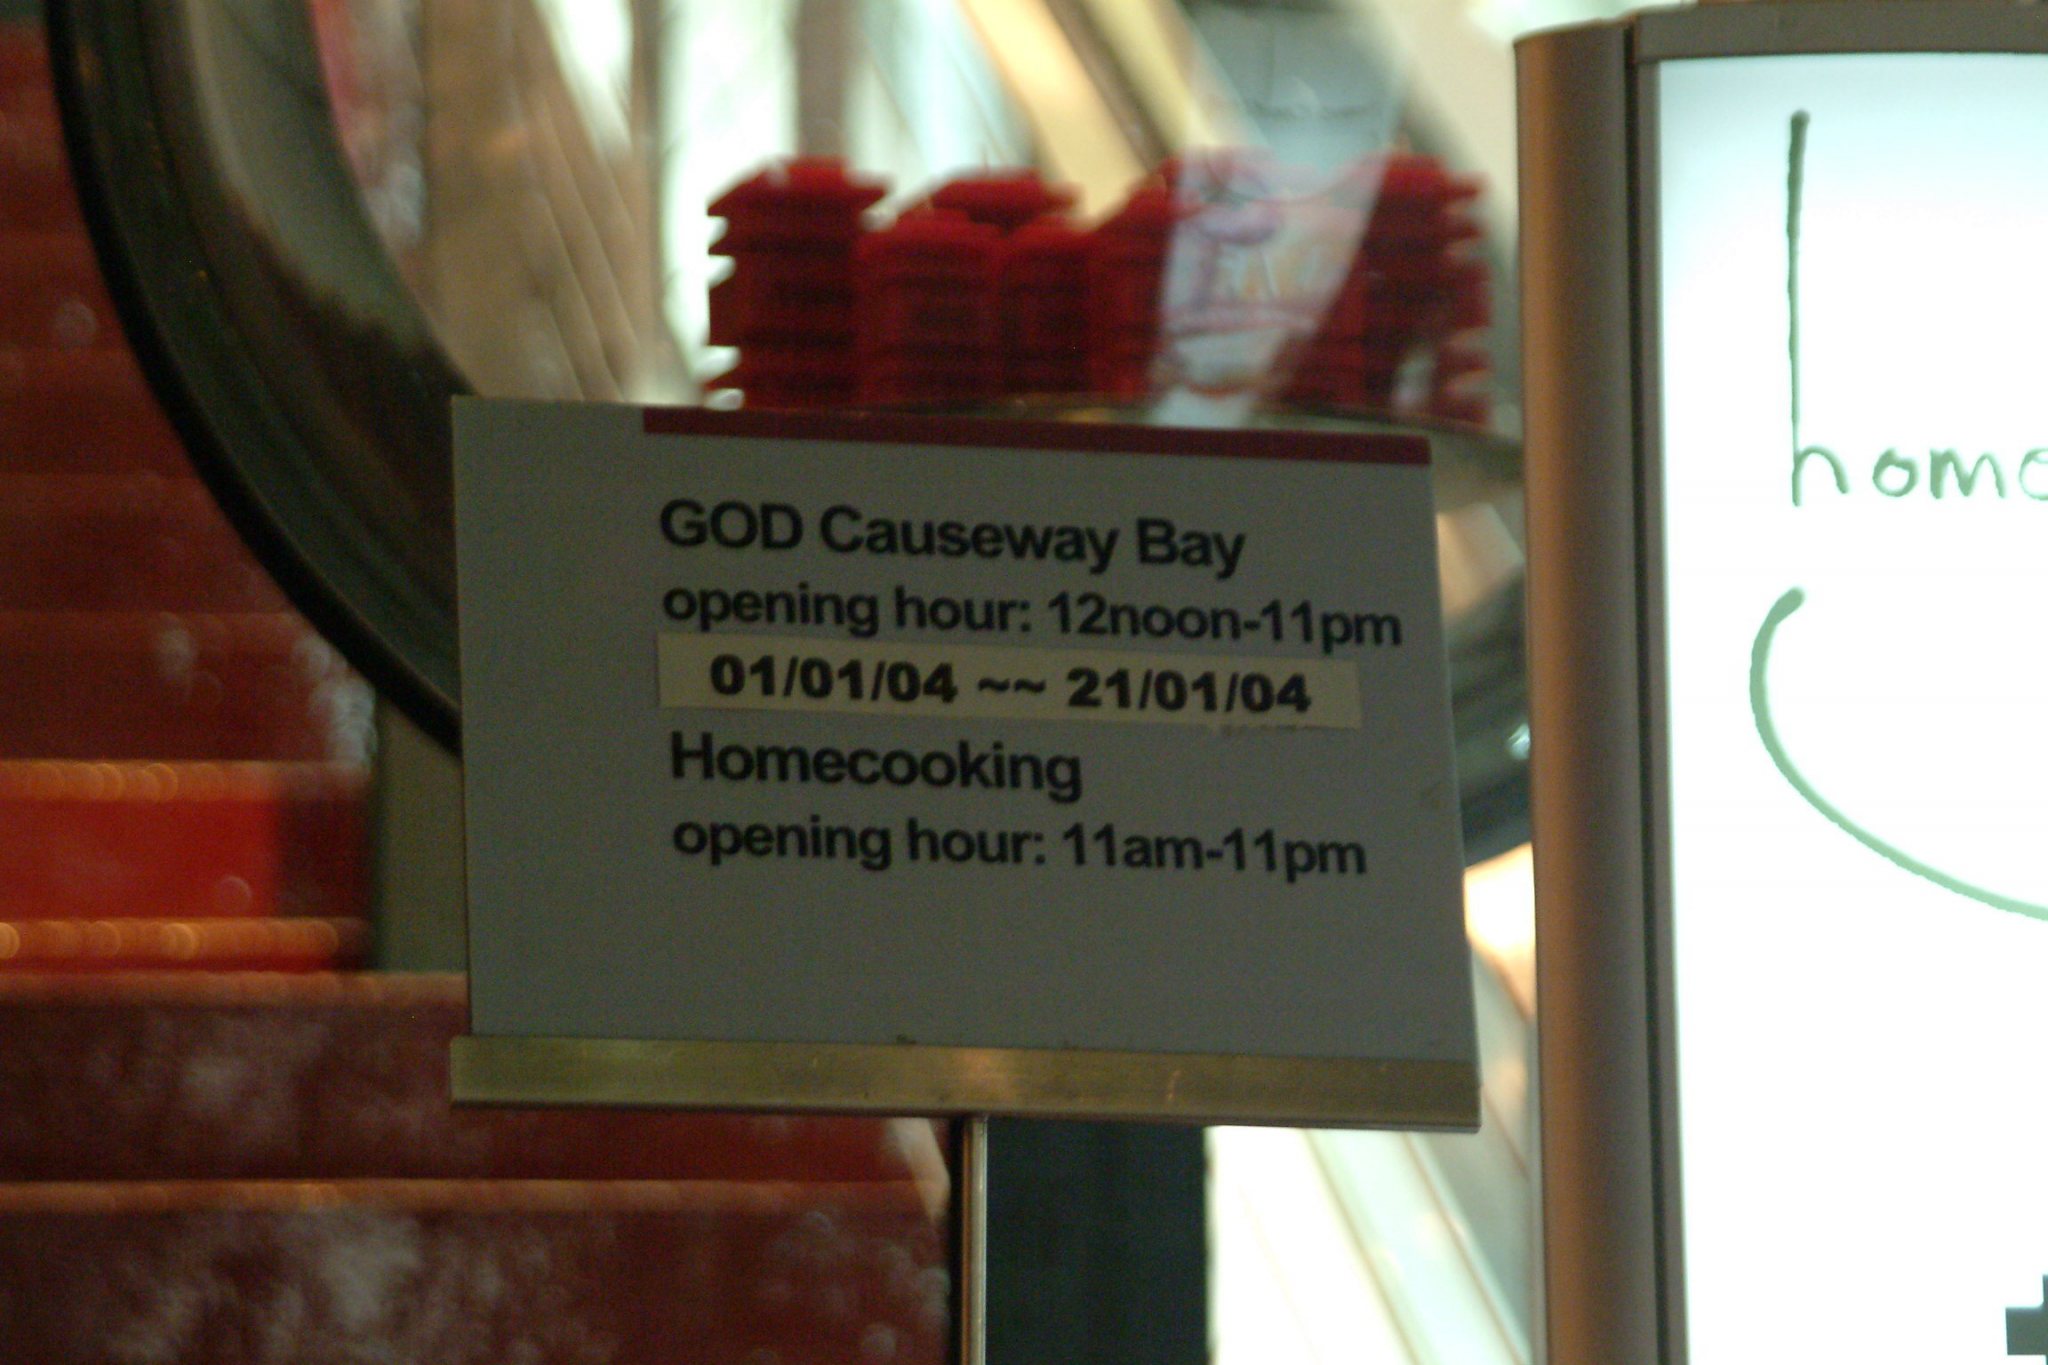 GOD Causeway Bay
opening hour: 12noon-11pm
01/01/04 ~~ 21/01/04
Homecooking
opening hour: 11am-11pm
home